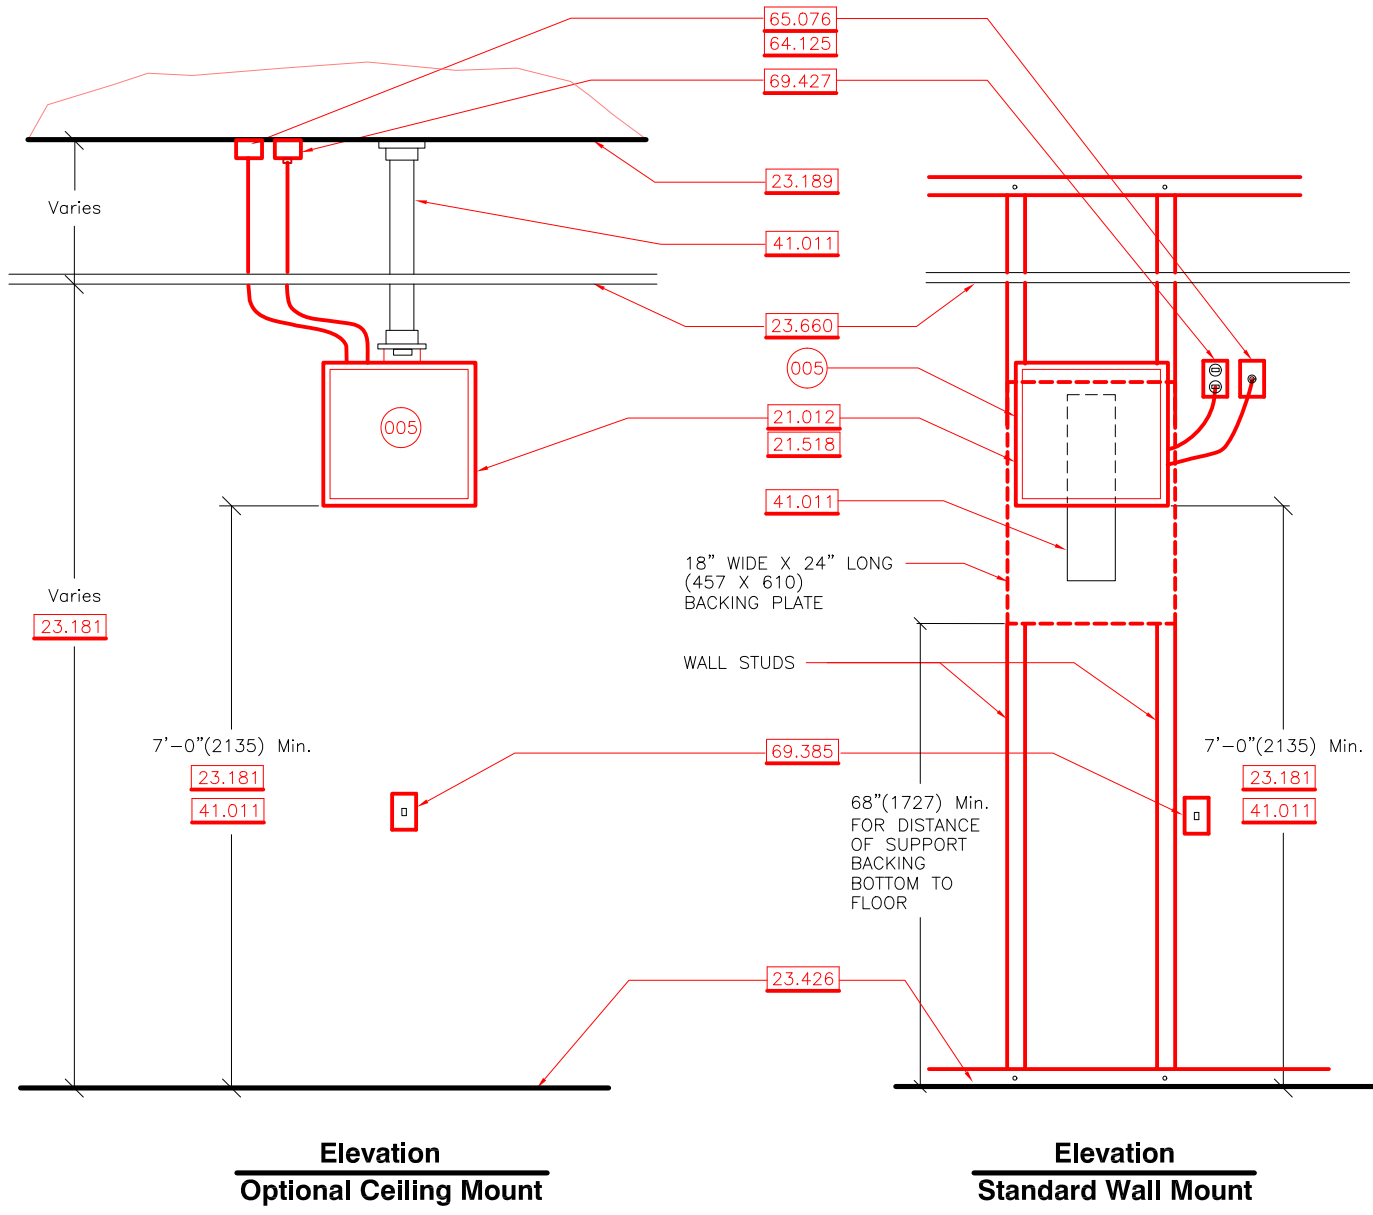 65.076
64.125
69.427
23.189
Varies
41.011
23.660
005
005
21.012
21.518
41.011
18" WIDE X 24" LONG
(457 X 610)
BACKING PLATE
Varies
23.181
WALL STUDS
7'-0"(2135) Min.
23.181
41.011
69.385
7'-0"(2135) Min.
23.181
41.011
68"(1727) Min.
FOR DISTANCE
OF SUPPORT
BACKING
BOTTOM TO
FLOOR
23.426
Elevation
Optional Ceiling Mount
Elevation
Standard Wall Mount